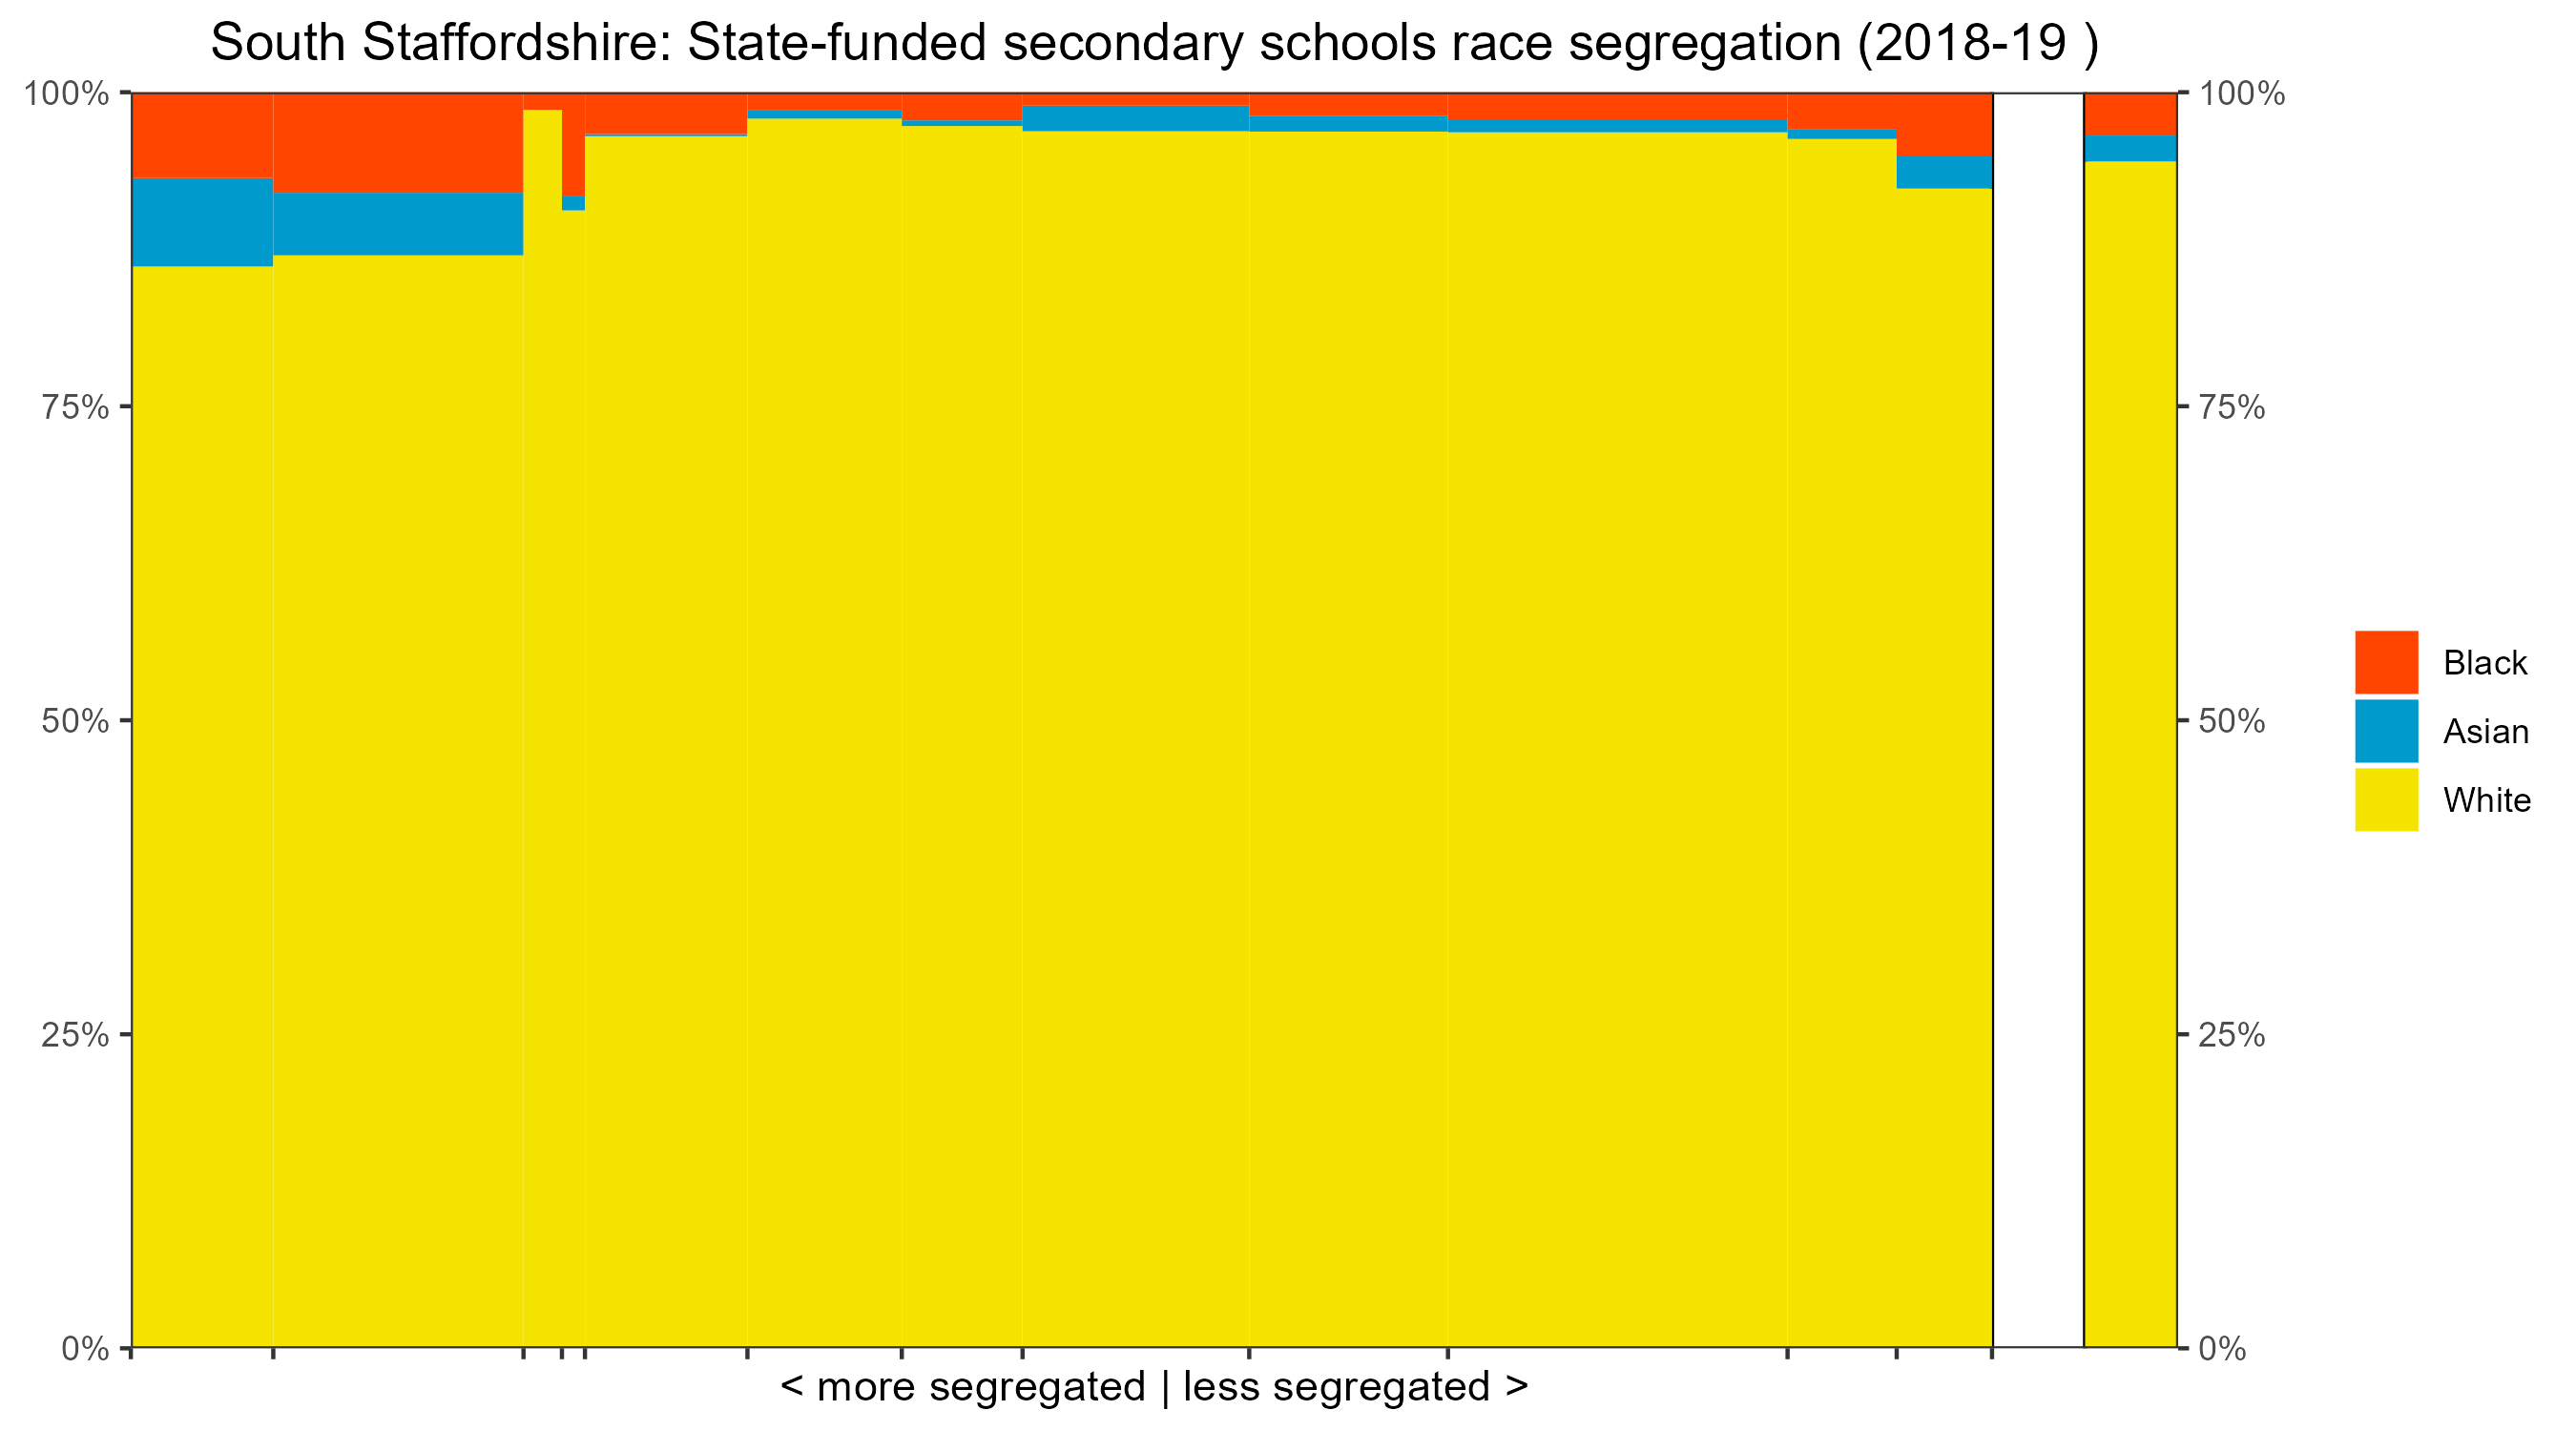 South Staffordshire: State-funded secondary schools race segregation (2018-19 )
100%
75%
50%
25%
0%
100%
75%
50%
25%
0%
Black
Asian
White
< more segregated | less segregated >